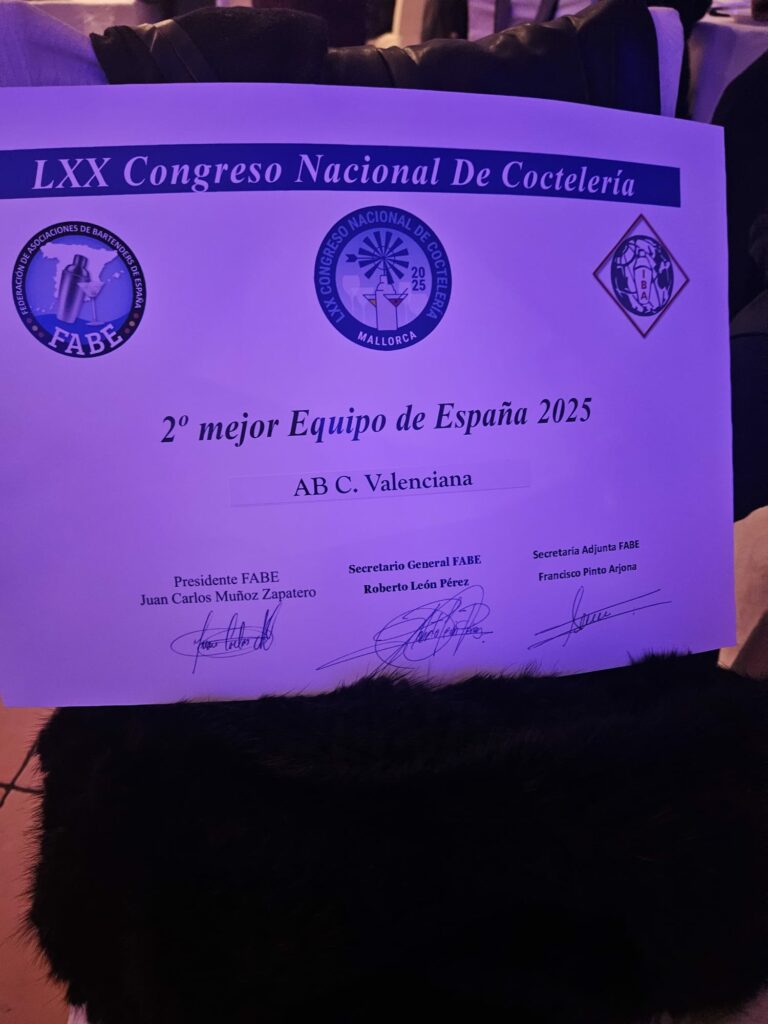 LXX Congreso Nacional De Coctelería
FEDERACIÓN DE ASOCIACIONES DE BARTENDERS DE ESPAÑA
FABE
LXX CONGRESO NACIONAL DE COCTELERÍA
2025
MALLORCA
IBA
2º mejor Equipo de España 2025
AB C. Valenciana
Presidente FABE
Juan Carlos Muñoz Zapatero
Secretario General FABE
Roberto León Pérez
Secretaría Adjunta FABE
Francisco Pinto Arjona